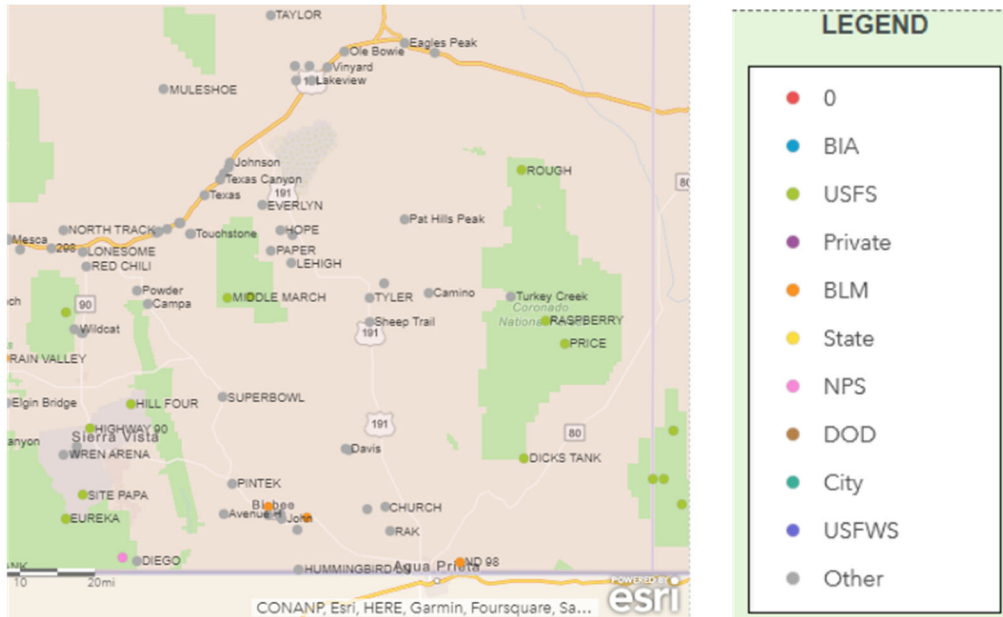 TAYLOR
Eagles Peak
Ole Bowie
Vinyard
Lakeview
MULESHOE
Johnson
Texas Canyon
191
Texas
EVERLYN
ROUGH
Pat Hills Peak
NORTH TRACK
Touchstone
HOPE
Mesca
298
LONESOME
PAPER
RED CHILI
LEHIGH
Powder
MIDDLE MARCH
TYLER
Camino
Turkey Creek
Coronado
ch
90
Campa
Wildcat
Sheep Trail
191
RASPBERRY
PRICE
RAIN VALLEY
Elgin Bridge
HILL FOUR
SUPERBOWL
HIGHWAY 90
Sierra Vista
191
80
anyon
WREN ARENA
Davis
DICKS TANK
PINTEK
SITE PAPA
Bisbee
Avenue H
John
CHURCH
EUREKA
RAK
DIEGO
HUMMINGBIRD LN
Agua Prieta
ND 98
10
20mi
CONANP, Esri, HERE, Garmin, Foursquare, Sa...
POWERED BY
esri
LEGEND
0
BIA
USFS
Private
BLM
State
NPS
DOD
City
USFWS
Other